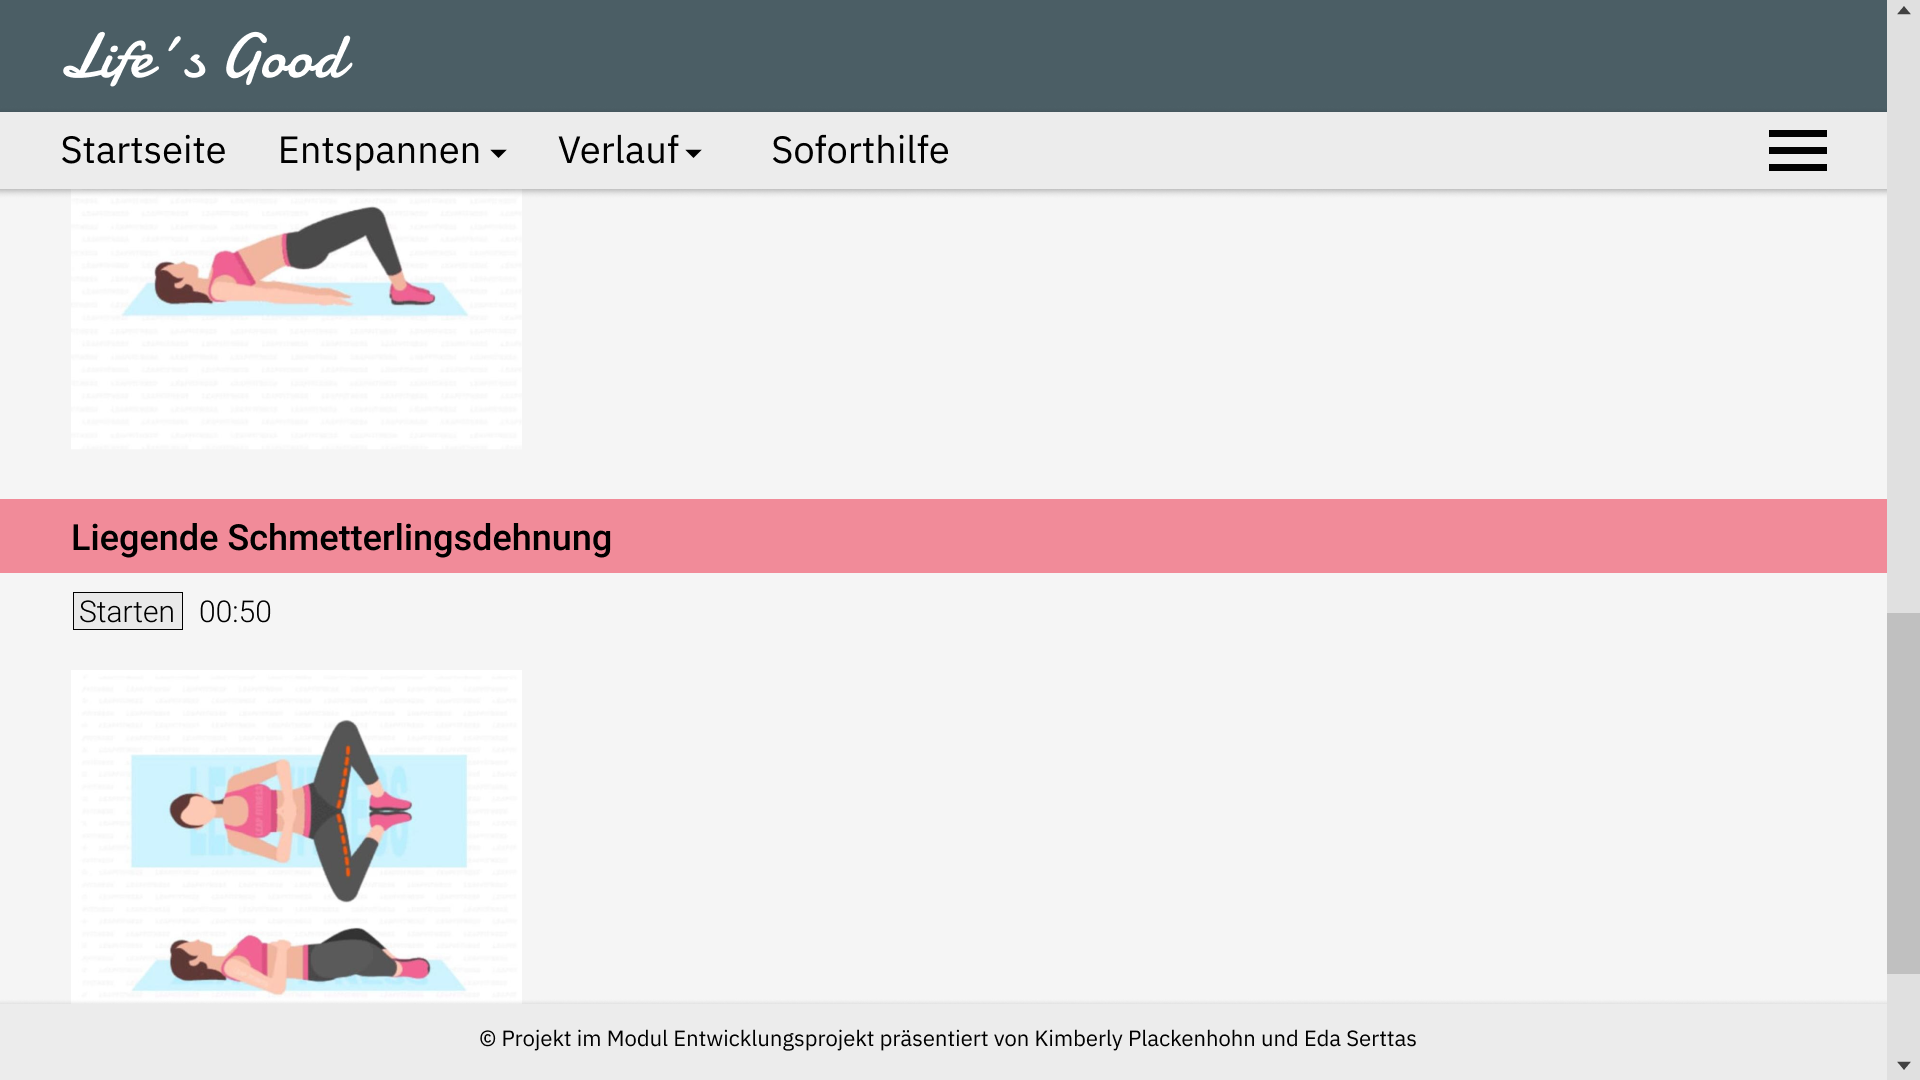 Life´s Good
Startseite Entspannen Verlauf Soforthilfe
Liegende Schmetterlingsdehnung
Starten 00:50
© Projekt im Modul Entwicklungsprojekt präsentiert von Kimberly Plackenhohn und Eda Serttas